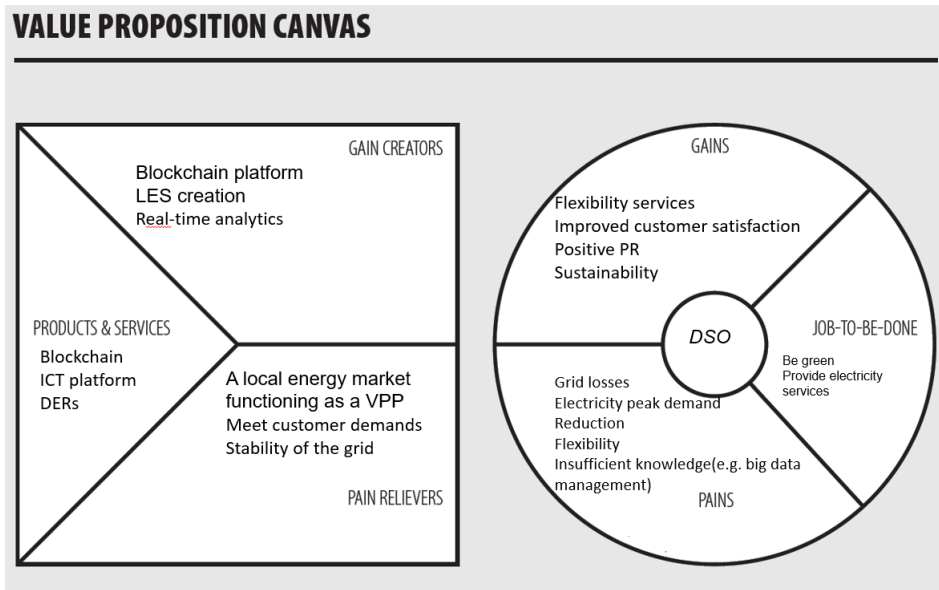 VALUE PROPOSITION CANVAS
GAIN CREATORS
Blockchain platform
LES creation
Real-time analytics
PRODUCTS & SERVICES
Blockchain
ICT platform
DERs
A local energy market
functioning as a VPP
Meet customer demands
Stability of the grid
PAIN RELIEVERS
GAINS
Flexibility services
Improved customer satisfaction
Positive PR
Sustainability
DSO
JOB-TO-BE-DONE
Be green
Provide electricity
services
Grid losses
Electricity peak demand
Reduction
Flexibility
Insufficient knowledge(e.g. big data
management)
PAINS